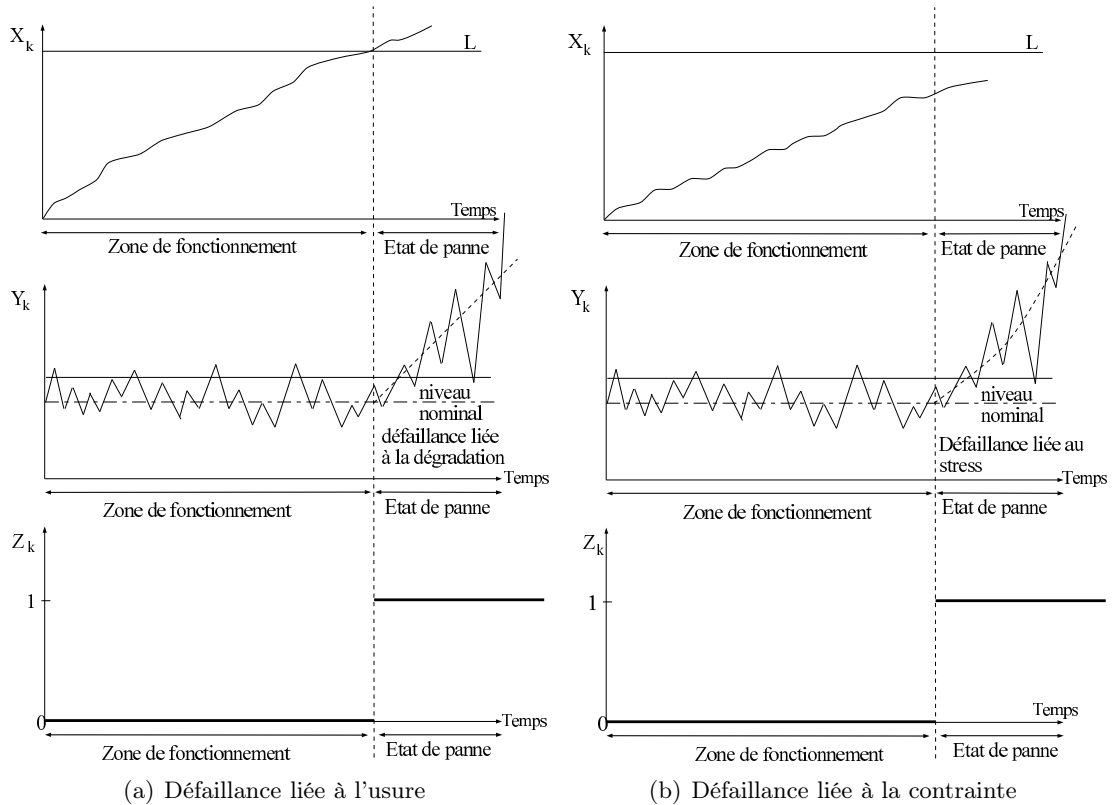 X_k
L
Temps
Zone de fonctionnement
Etat de panne
Y_k
niveau
nominal
défaillance liée
à la dégradation
Temps
Zone de fonctionnement
Etat de panne
Z_k
1
0
Temps
Zone de fonctionnement
Etat de panne
(a) Défaillance liée à l'usure
X_k
L
Temps
Zone de fonctionnement
Etat de panne
Y_k
niveau
nominal
Défaillance liée au
stress
Temps
Zone de fonctionnement
Etat de panne
Z_k
1
0
Temps
Zone de fonctionnement
Etat de panne
(b) Défaillance liée à la contrainte